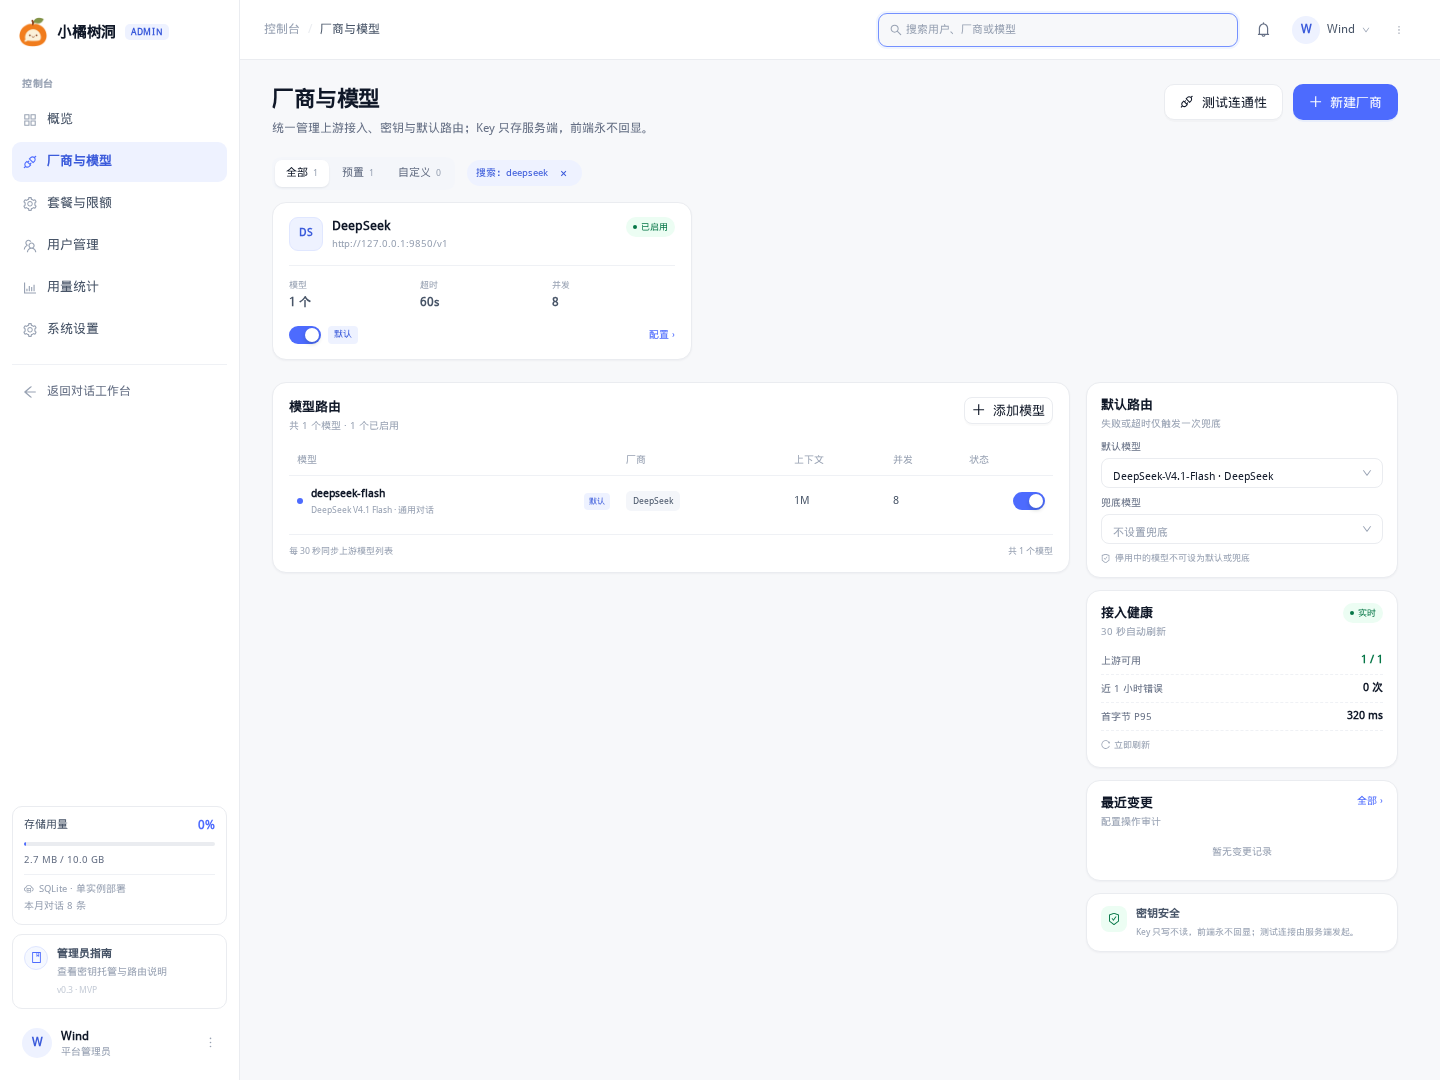 小橘树洞 ADMIN
控制台
概览
厂商与模型
套餐与限额
用户管理
用量统计
系统设置
返回对话工作台
存储用量 0%
2.7 MB / 10.0 GB
SQLite · 单实例部署
本月对话 8 条
管理员指南
查看密钥托管与路由说明
v0.3 · MVP
W Wind
平台管理员
控制台 / 厂商与模型
搜索用户、厂商或模型
W Wind
厂商与模型
统一管理上游接入、密钥与默认路由；Key 只存服务端，前端永不回显。
测试连通性
新建厂商
全部 1 预置 1 自定义 0 搜索: deepseek ×
DS DeepSeek 已启用
http://127.0.0.1:9850/v1
模型 超时 并发
1 个 60s 8
默认 配置 ›
模型路由
共 1 个模型 · 1 个已启用
添加模型
模型 厂商 上下文 并发 状态
deepseek-flash 默认 DeepSeek 1M 8
DeepSeek V4.1 Flash · 通用对话
每 30 秒同步上游模型列表 共 1 个模型
默认路由
失败或超时仅触发一次兜底
默认模型
DeepSeek-V4.1-Flash · DeepSeek
兜底模型
不设置兜底
停用中的模型不可设为默认或兜底
接入健康 实时
30 秒自动刷新
上游可用 1 / 1
近 1 小时错误 0 次
首字节 P95 320 ms
立即刷新
最近变更 全部 ›
配置操作审计
暂无变更记录
密钥安全
Key 只写不读，前端永不回显；测试连接由服务端发起。